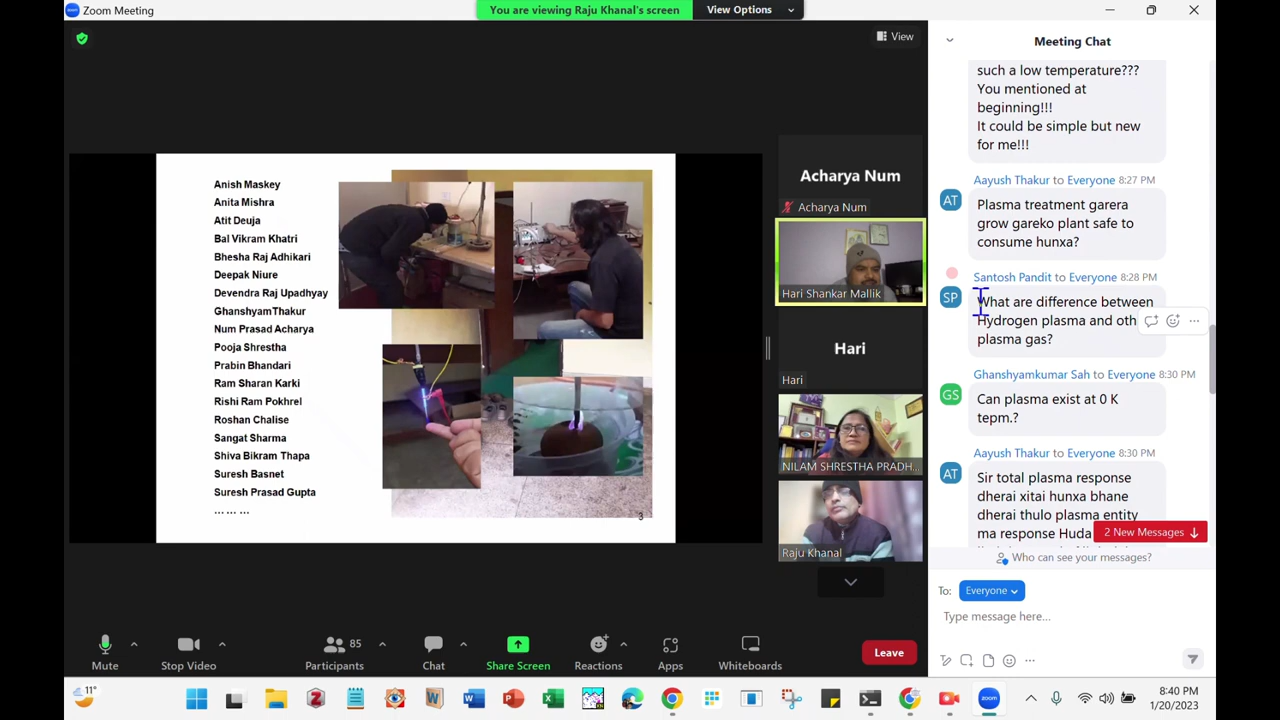 Zoom Meeting
You are viewing Raju Khanal's screen
View Options
View
Anish Maskey
Anita Mishra
Atit Deuja
Bal Vikram Khatri
Bhesha Raj Adhikari
Deepak Niure
Devendra Raj Upadhyay
GhanshyamThakur
Num Prasad Acharya
Pooja Shrestha
Prabin Bhandari
Ram Sharan Karki
Rishi Ram Pokhrel
Roshan Chalise
Sangat Sharma
Shiva Bikram Thapa
Suresh Basnet
Suresh Prasad Gupta
... ... ...
3
Acharya Num
Acharya Num
Hari Shankar Mallik
Hari
Hari
NILAM SHRESTHA PRADH...
Raju Khanal
Meeting Chat
such a low temperature???
You mentioned at
beginning!!!
It could be simple but new
for me!!!
Aayush Thakur to Everyone 8:27 PM
AT
Plasma treatment garera
grow gareko plant safe to
consume hunxa?
Santosh Pandit to Everyone 8:28 PM
SP
What are difference between
Hydrogen plasma and oth
plasma gas?
Ghanshyamkumar Sah to Everyone 8:30 PM
GS
Can plasma exist at 0 K
tepm.?
Aayush Thakur to Everyone 8:30 PM
AT
Sir total plasma response
dherai xitai hunxa bhane
dherai thulo plasma entity
ma response Huda
2 New Messages
Who can see your messages?
To: Everyone
Type message here...
Mute
Stop Video
85
Participants
Chat
Share Screen
Reactions
Apps
Whiteboards
Leave
11°
8:40 PM
1/20/2023